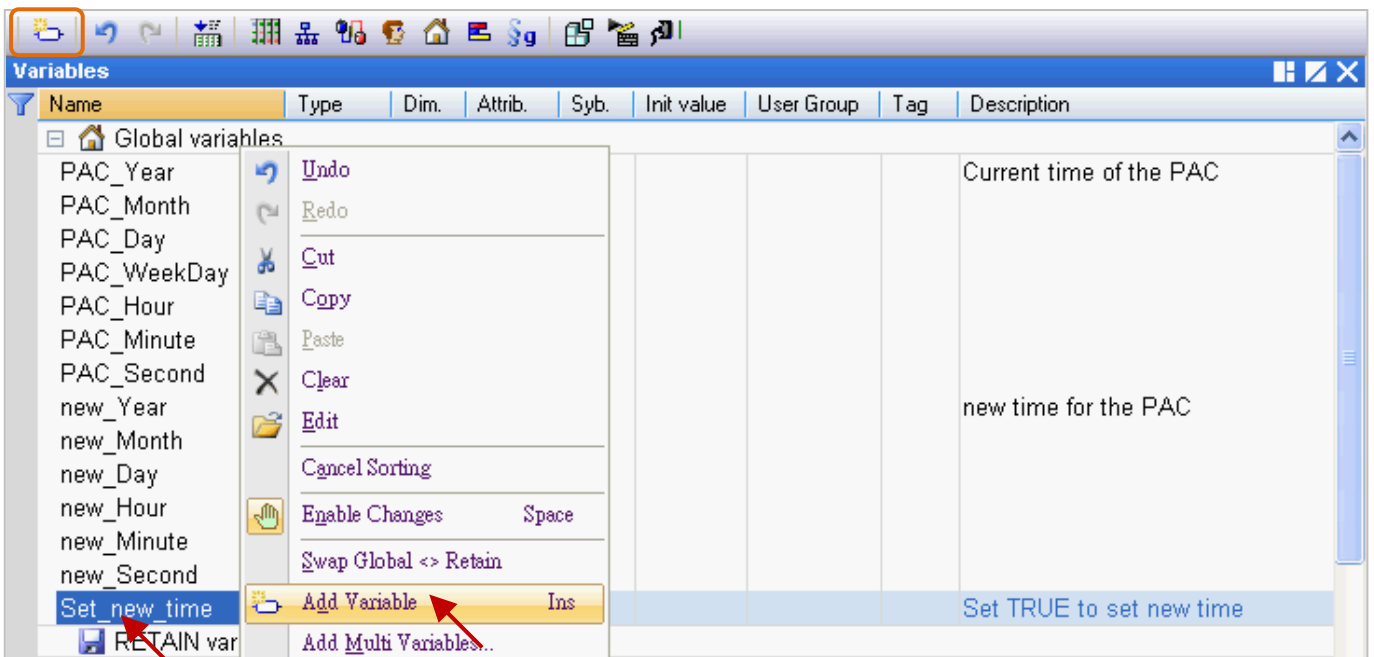 §g
Variables
Name Type Dim. Attrib. Syb. Init value User Group Tag Description
Global variables
PAC_Year Current time of the PAC
PAC_Month
PAC_Day
PAC_WeekDay
PAC_Hour
PAC_Minute
PAC_Second
new_Year new time for the PAC
new_Month
new_Day
new_Hour
new_Minute
new_Second
Set_new_time Set TRUE to set new time
RETAIN var
Undo
Redo
Cut
Copy
Paste
Clear
Edit
Cancel Sorting
Enable Changes Space
Swap Global <> Retain
Add Variable Ins
Add Multi Variables...